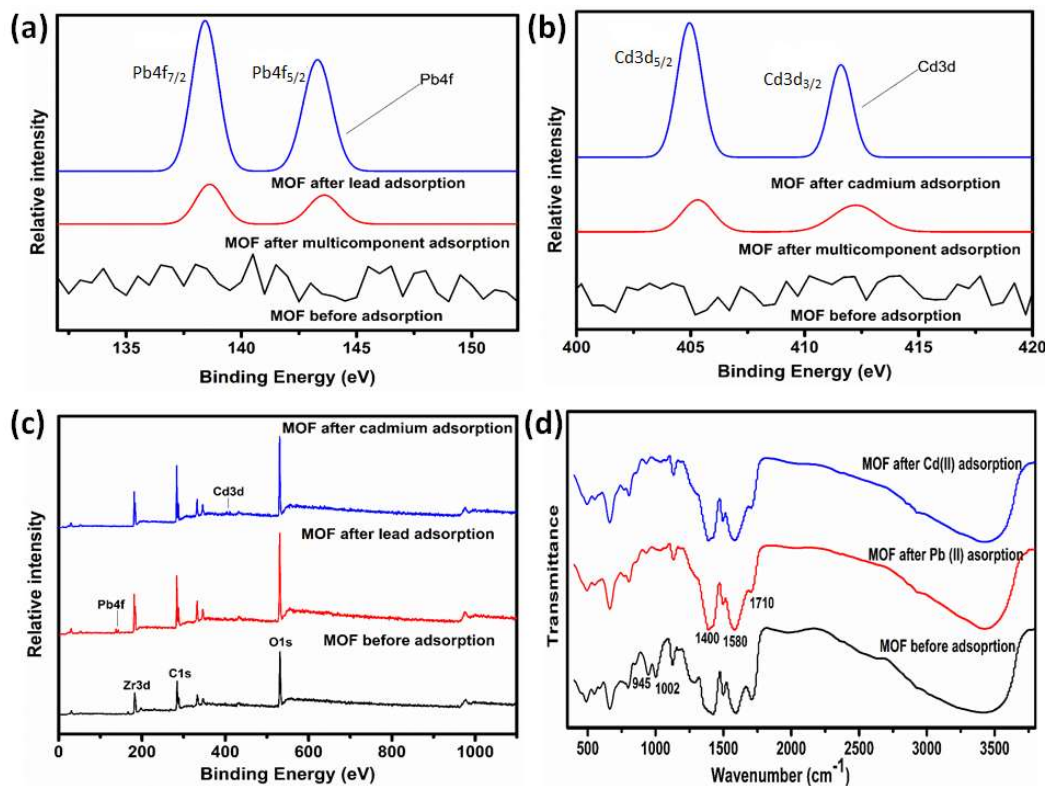 (a)
Pb4f7/2
Pb4f5/2
Pb4f
MOF after lead adsorption
MOF after multicomponent adsorption
MOF before adsorption
Relative intensity
135 140 145 150
Binding Energy (eV)
(b)
Cd3d5/2
Cd3d3/2
Cd3d
MOF after cadmium adsorption
MOF after multicomponent adsorption
MOF before adsorption
Relative intensity
400 405 410 415 420
Binding Energy (eV)
(c)
MOF after cadmium adsorption
Cd3d
MOF after lead adsorption
Pb4f
MOF before adsorption
O1s
C1s
Zr3d
Relative intensity
0 200 400 600 800 1000
Binding Energy (eV)
(d)
MOF after Cd(II) adsorption
MOF after Pb (II) asorption
1710
1400 1580
MOF before adsoprtion
945
1002
Transmittance
500 1000 1500 2000 2500 3000 3500
Wavenumber (cm-1)